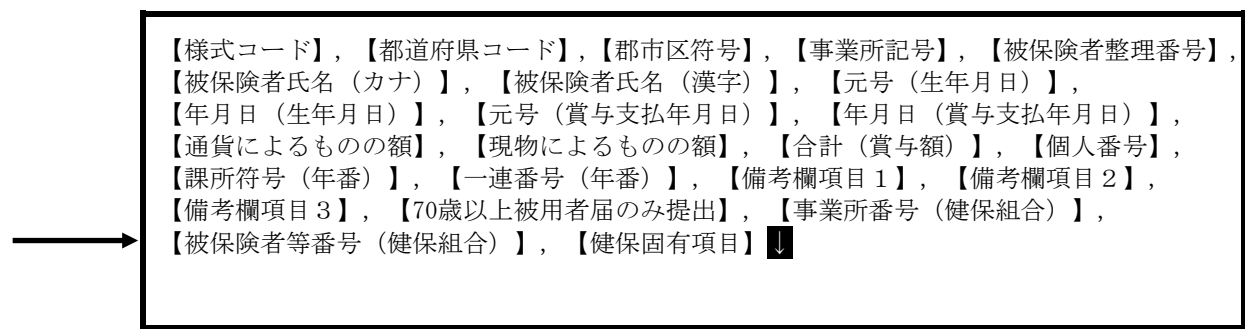 【様式コード】,【都道府県コード】,【郡市区符号】,【事業所記号】,【被保険者整理番号】,
【被保険者氏名（カナ）】,【被保険者氏名（漢字）】,【元号（生年月日）】,
【年月日（生年月日）】,【元号（賞与支払年月日）】,【年月日（賞与支払年月日）】,
【通貨によるものの額】,【現物によるものの額】,【合計（賞与額）】,【個人番号】,
【課所符号（年番）】,【一連番号（年番）】,【備考欄項目１】,【備考欄項目２】,
【備考欄項目３】,【70歳以上被用者届のみ提出】,【事業所番号（健保組合）】,
【被保険者等番号（健保組合）】,【健保固有項目】↓